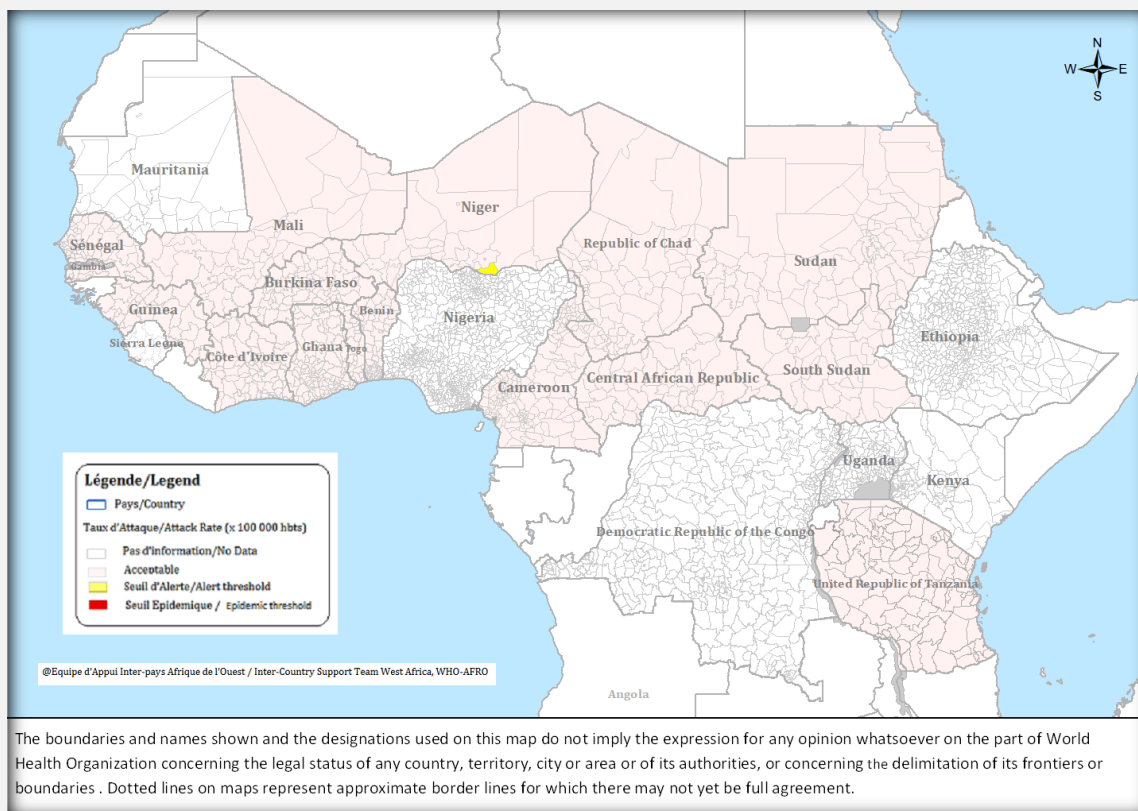 N
W E
S
Mauritania
Mali
Niger
Republic of Chad
Sudan
Sénégal
Gambia
Burkina Faso
Guinea
Benin
Nigeria
Ethiopia
Sierra Leone
Côte d'Ivoire
Ghana
Togo
Cameroon
Central African Republic
South Sudan
Uganda
Kenya
Democratic Republic of the Congo
United Republic of Tanzania
Angola
Légende/Legend
Pays/Country
Taux d'Attaque/Attack Rate (x 100 000 hbts)
Pas d'information/No Data
Acceptable
Seuil d'Alerte/Alert threshold
Seuil Epidemique / Epidemic threshold
@Equipe d'Appui Inter-pays Afrique de l'Ouest / Inter-Country Support Team West Africa, WHO-AFRO
The boundaries and names shown and the designations used on this map do not imply the expression for any opinion whatsoever on the part of World
Health Organization concerning the legal status of any country, territory, city or area or of its authorities, or concerning the delimitation of its frontiers or
boundaries . Dotted lines on maps represent approximate border lines for which there may not yet be full agreement.